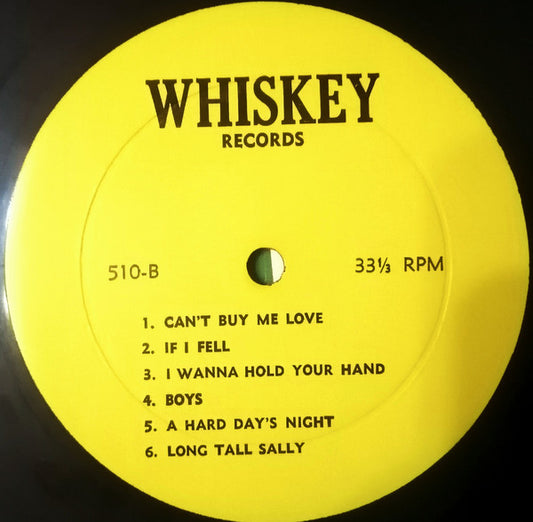 WHISKEY
RECORDS
510-B 33⅓ RPM
1. CAN'T BUY ME LOVE
2. IF I FELL
3. I WANNA HOLD YOUR HAND
4. BOYS
5. A HARD DAY'S NIGHT
6. LONG TALL SALLY